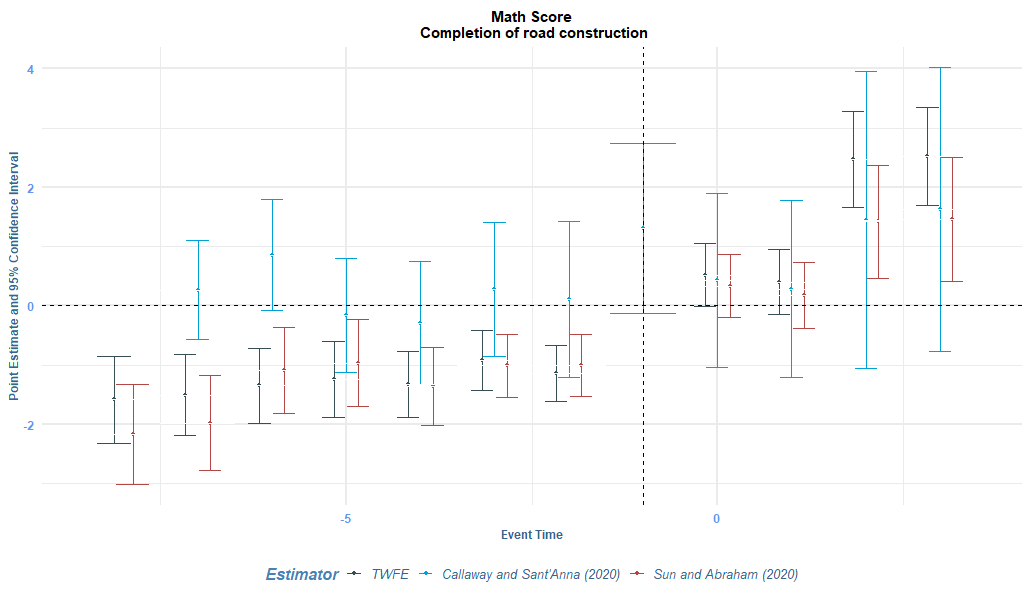 Math Score
Completion of road construction
Point Estimate and 95% Confidence Interval
4
2
0
-2
-5
0
Event Time
Estimator TWFE Callaway and Sant'Anna (2020) Sun and Abraham (2020)